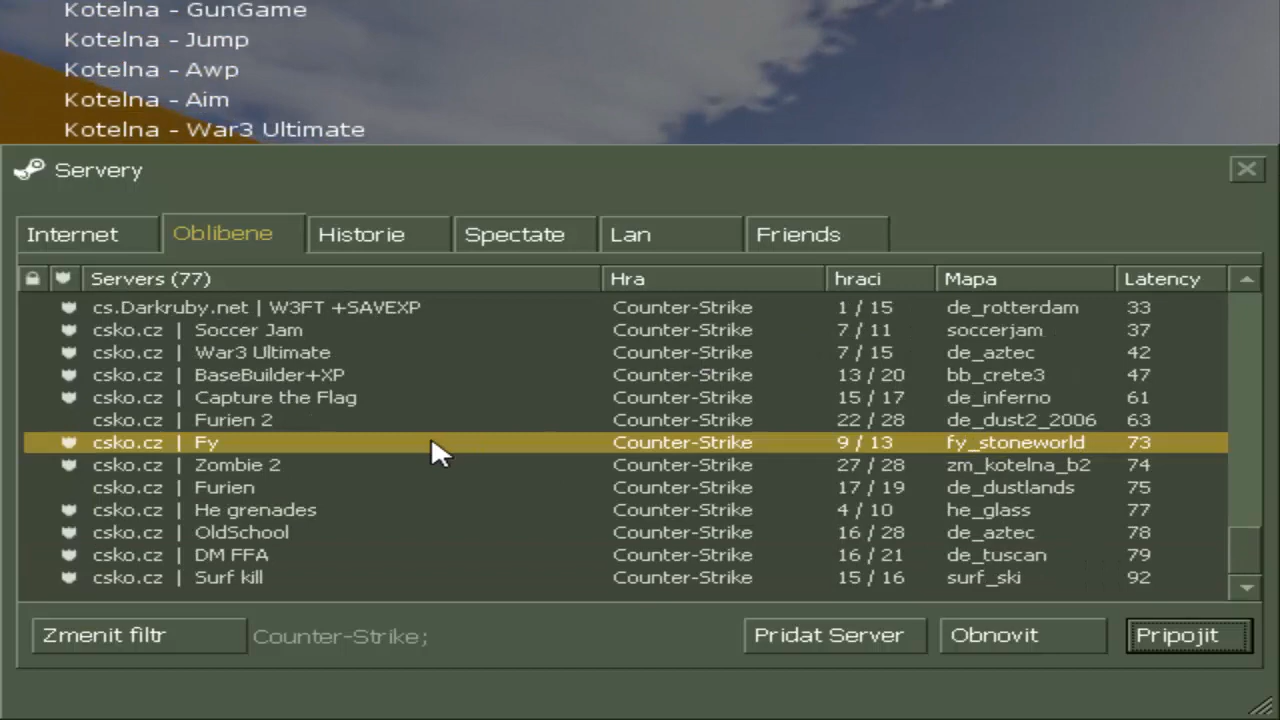 Kotelna - GunGame
Kotelna - Jump
Kotelna - Awp
Kotelna - Aim
Kotelna - War3 Ultimate
Servery
Internet Oblibene Historie Spectate Lan Friends
Servers (77) Hra hraci Mapa Latency
cs.Darkruby.net | W3FT +SAVEXP Counter-Strike 1 / 15 de_rotterdam 33
csko.cz | Soccer Jam Counter-Strike 7 / 11 soccerjam 37
csko.cz | War3 Ultimate Counter-Strike 7 / 15 de_aztec 42
csko.cz | BaseBuilder+XP Counter-Strike 13 / 20 bb_crete3 47
csko.cz | Capture the Flag Counter-Strike 15 / 17 de_inferno 61
csko.cz | Furien 2 Counter-Strike 22 / 28 de_dust2_2006 63
csko.cz | Fy Counter-Strike 9 / 13 fy_stoneworld 73
csko.cz | Zombie 2 Counter-Strike 27 / 28 zm_kotelna_b2 74
csko.cz | Furien Counter-Strike 17 / 19 de_dustlands 75
csko.cz | He grenades Counter-Strike 4 / 10 he_glass 77
csko.cz | OldSchool Counter-Strike 16 / 28 de_aztec 78
csko.cz | DM FFA Counter-Strike 16 / 21 de_tuscan 79
csko.cz | Surf kill Counter-Strike 15 / 16 surf_ski 92
Zmenit filtr Counter-Strike; Pridat Server Obnovit Pripojit